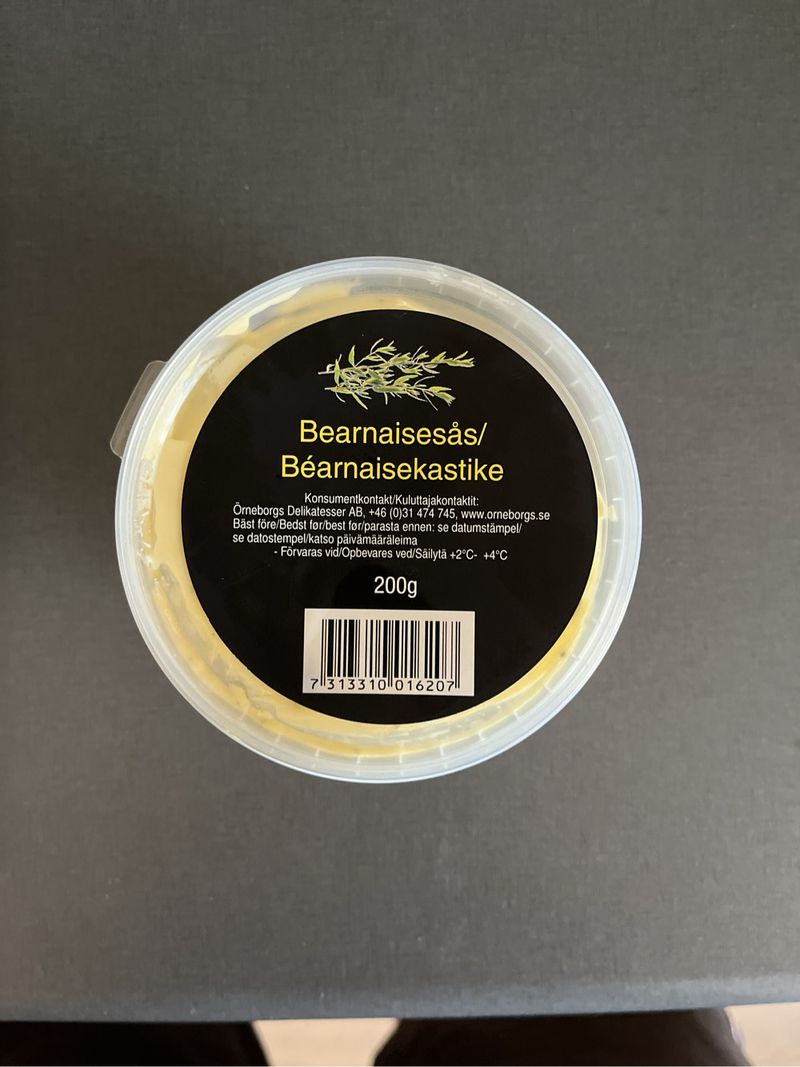 Bearnaisesås/
Béarnaisekastike
Konsumentkontakt/Kuluttajakontaktit:
Örneborgs Delikatesser AB, +46 (0)31 474 745, www.orneborgs.se
Bäst före/Bedst før/best før/parasta ennen: se datumstämpel/
se datostempel/katso päivämääräleima
- Förvaras vid/Opbevares ved/Säilytä +2°C- +4°C
200g
7 313310 016207